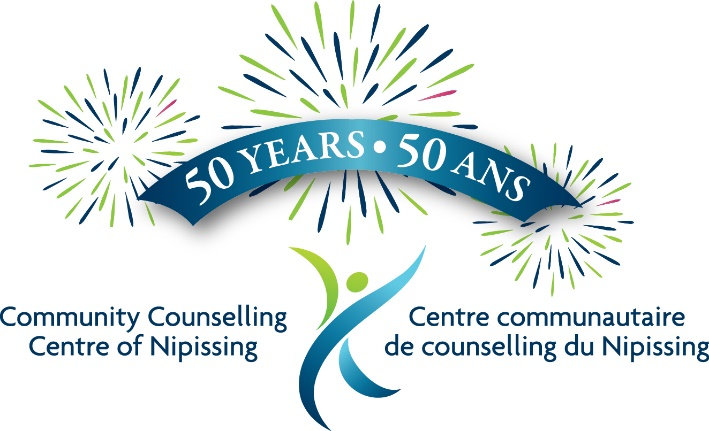 50 YEARS • 50 ANS
Community Counselling
Centre of Nipissing
Centre communautaire
de counselling du Nipissing